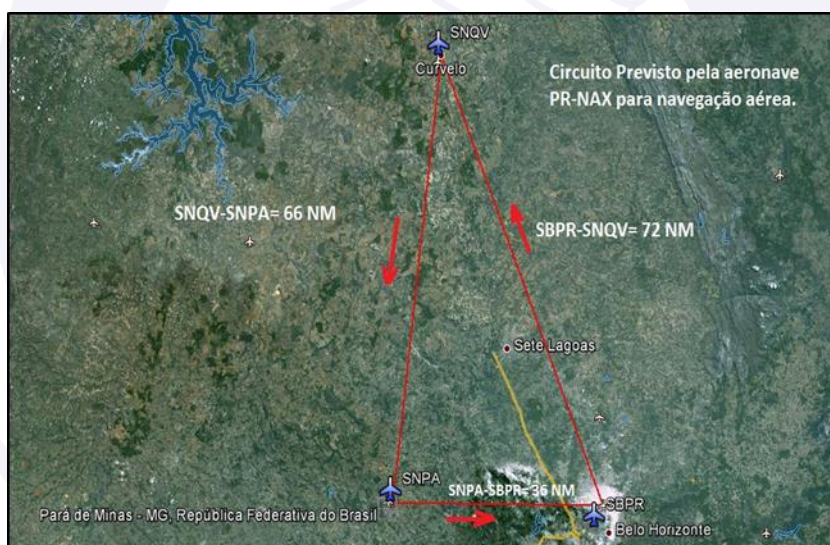 SNQV
Curvelo
Circuito Previsto pela aeronave
PR-NAX para navegação aérea.
SNQV-SNPA= 66 NM
SBPR-SNQV= 72 NM
Sete Lagoas
SNPA
SNPA-SBPR= 36 NM
SBPR
Pará de Minas - MG, República Federativa do Brasil
Belo Horizonte